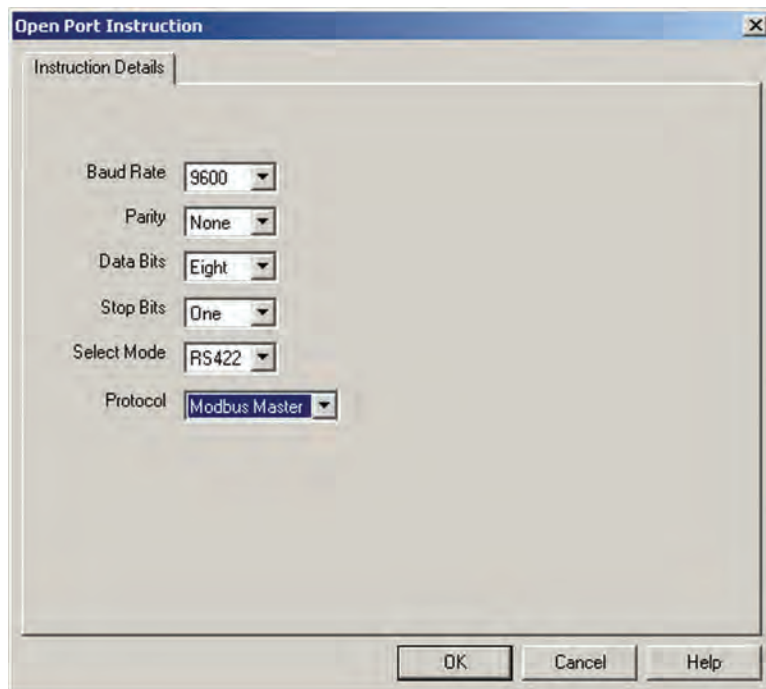 Open Port Instruction
Instruction Details
Baud Rate 9600
Parity None
Data Bits Eight
Stop Bits One
Select Mode RS422
Protocol Modbus Master
OK Cancel Help